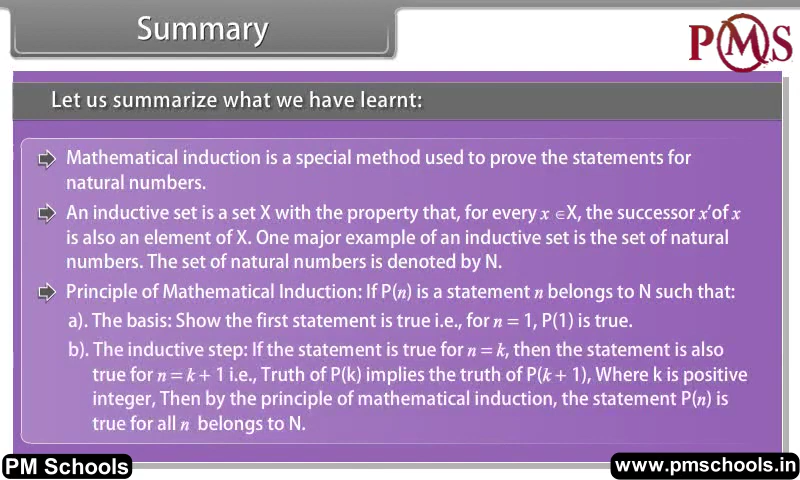 Summary
PMS
Let us summarize what we have learnt:
Mathematical induction is a special method used to prove the statements for
natural numbers.
An inductive set is a set X with the property that, for every x ∈X, the successor x′of x
is also an element of X. One major example of an inductive set is the set of natural
numbers. The set of natural numbers is denoted by N.
Principle of Mathematical Induction: If P(n) is a statement n belongs to N such that:
a). The basis: Show the first statement is true i.e., for n = 1, P(1) is true.
b). The inductive step: If the statement is true for n = k, then the statement is also
true for n = k + 1 i.e., Truth of P(k) implies the truth of P(k + 1), Where k is positive
integer, Then by the principle of mathematical induction, the statement P(n) is
true for all n belongs to N.
PM Schools
www.pmschools.in